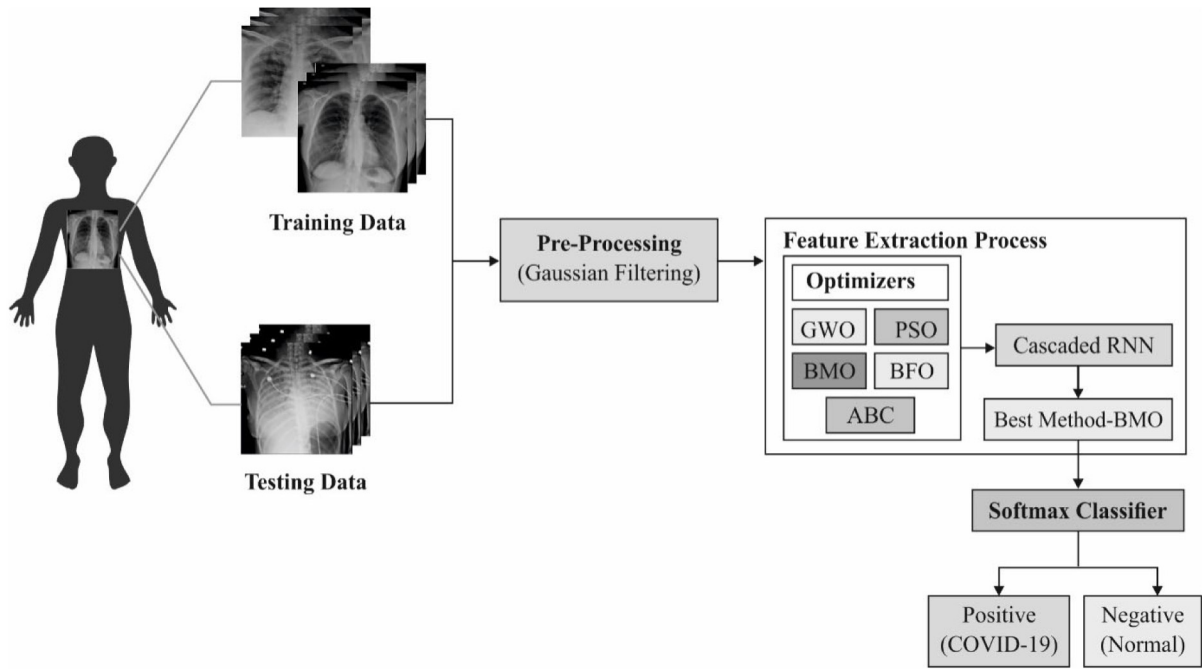 Training Data
Testing Data
Pre-Processing
(Gaussian Filtering)
Feature Extraction Process
Optimizers
GWO
PSO
BMO
BFO
ABC
Cascaded RNN
Best Method-BMO
Softmax Classifier
Positive
(COVID-19)
Negative
(Normal)